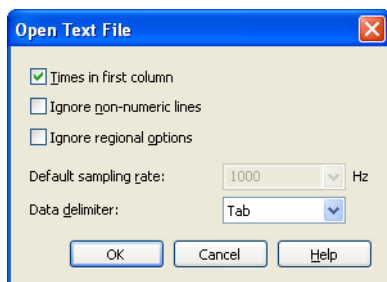 Open Text File
Times in first column
Ignore non-numeric lines
Ignore regional options
Default sampling rate: 1000 Hz
Data delimiter: Tab
OK Cancel Help